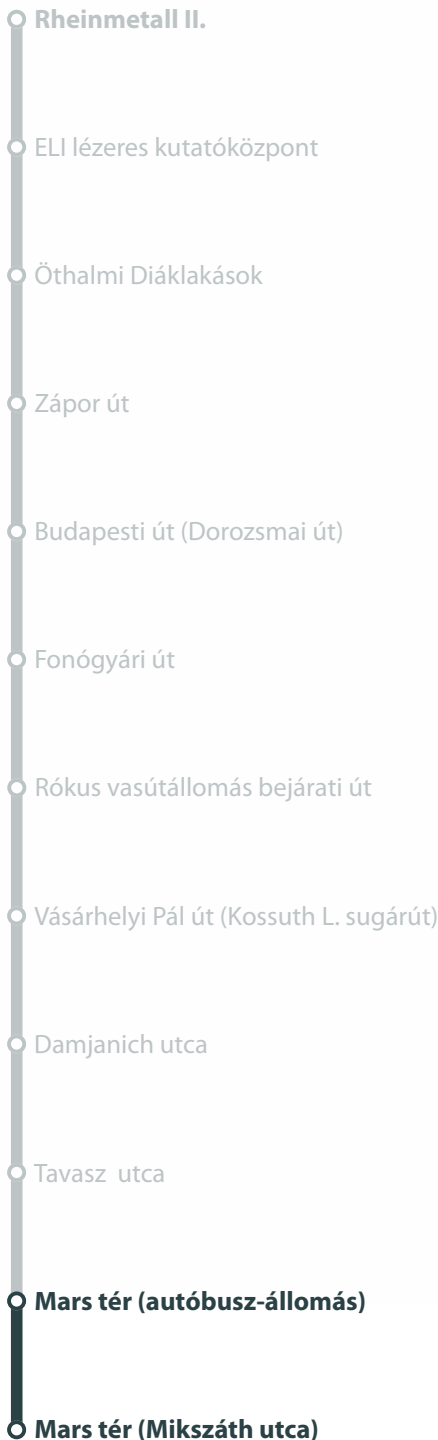 Rheinmetall II.
ELI lézeres kutatóközpont
Öthalmi Diáklakások
Zápor út
Budapesti út (Dorozsmai út)
Fonógyári út
Rókus vasútállomás bejárati út
Vásárhelyi Pál út (Kossuth L. sugárút)
Damjanich utca
Tavasz utca
Mars tér (autóbusz-állomás)
Mars tér (Mikszáth utca)